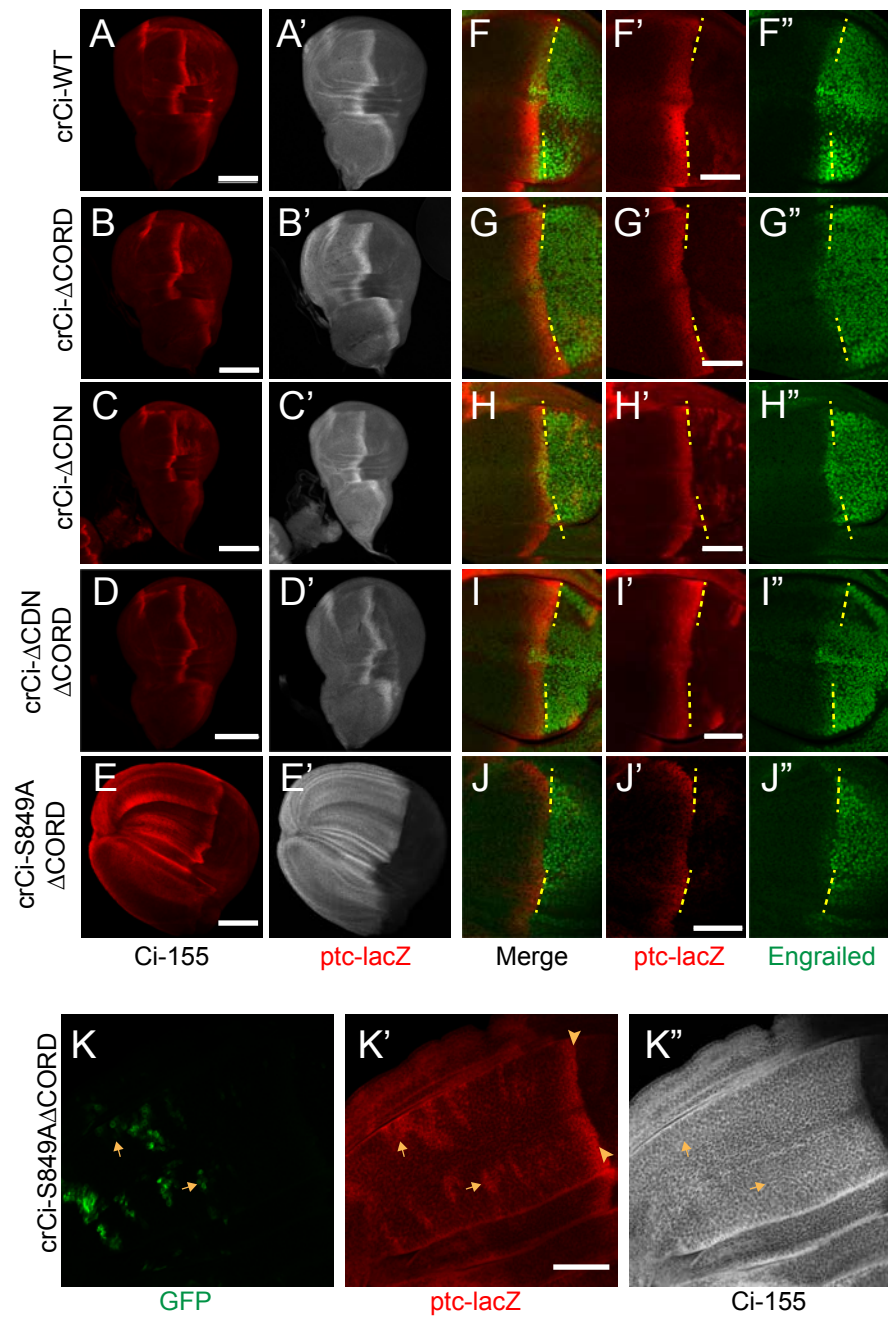 crCi-WT
A A’ F F’ F”
crCi-ΔCORD
B B’ G G’ G”
crCi-ΔCDN
C C’ H H’ H”
crCi-ΔCDN
ΔCORD
D D’ I I’ I”
crCi-S849A
ΔCORD
E E’ J J’ J”
Ci-155 ptc-lacZ Merge ptc-lacZ Engrailed
crCi-S849AΔCORD
K K’ K”
GFP ptc-lacZ Ci-155